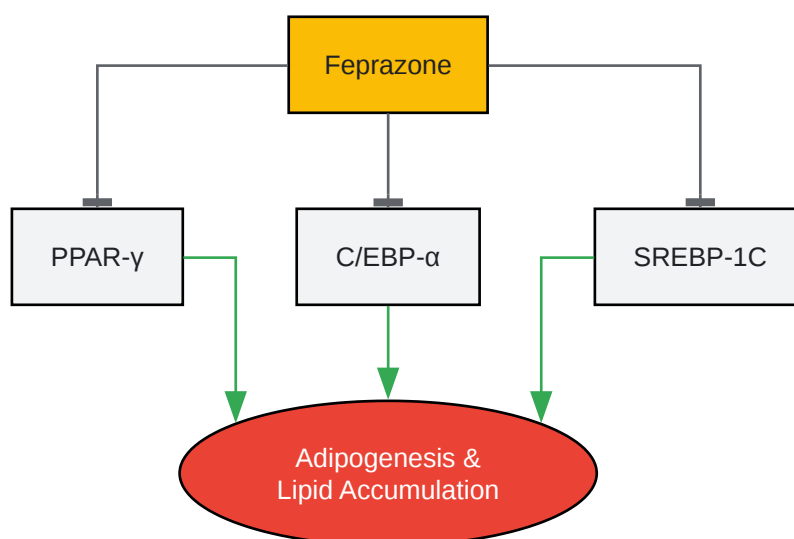 Feprazone
PPAR-γ
C/EBP-α
SREBP-1C
Adipogenesis &
Lipid Accumulation